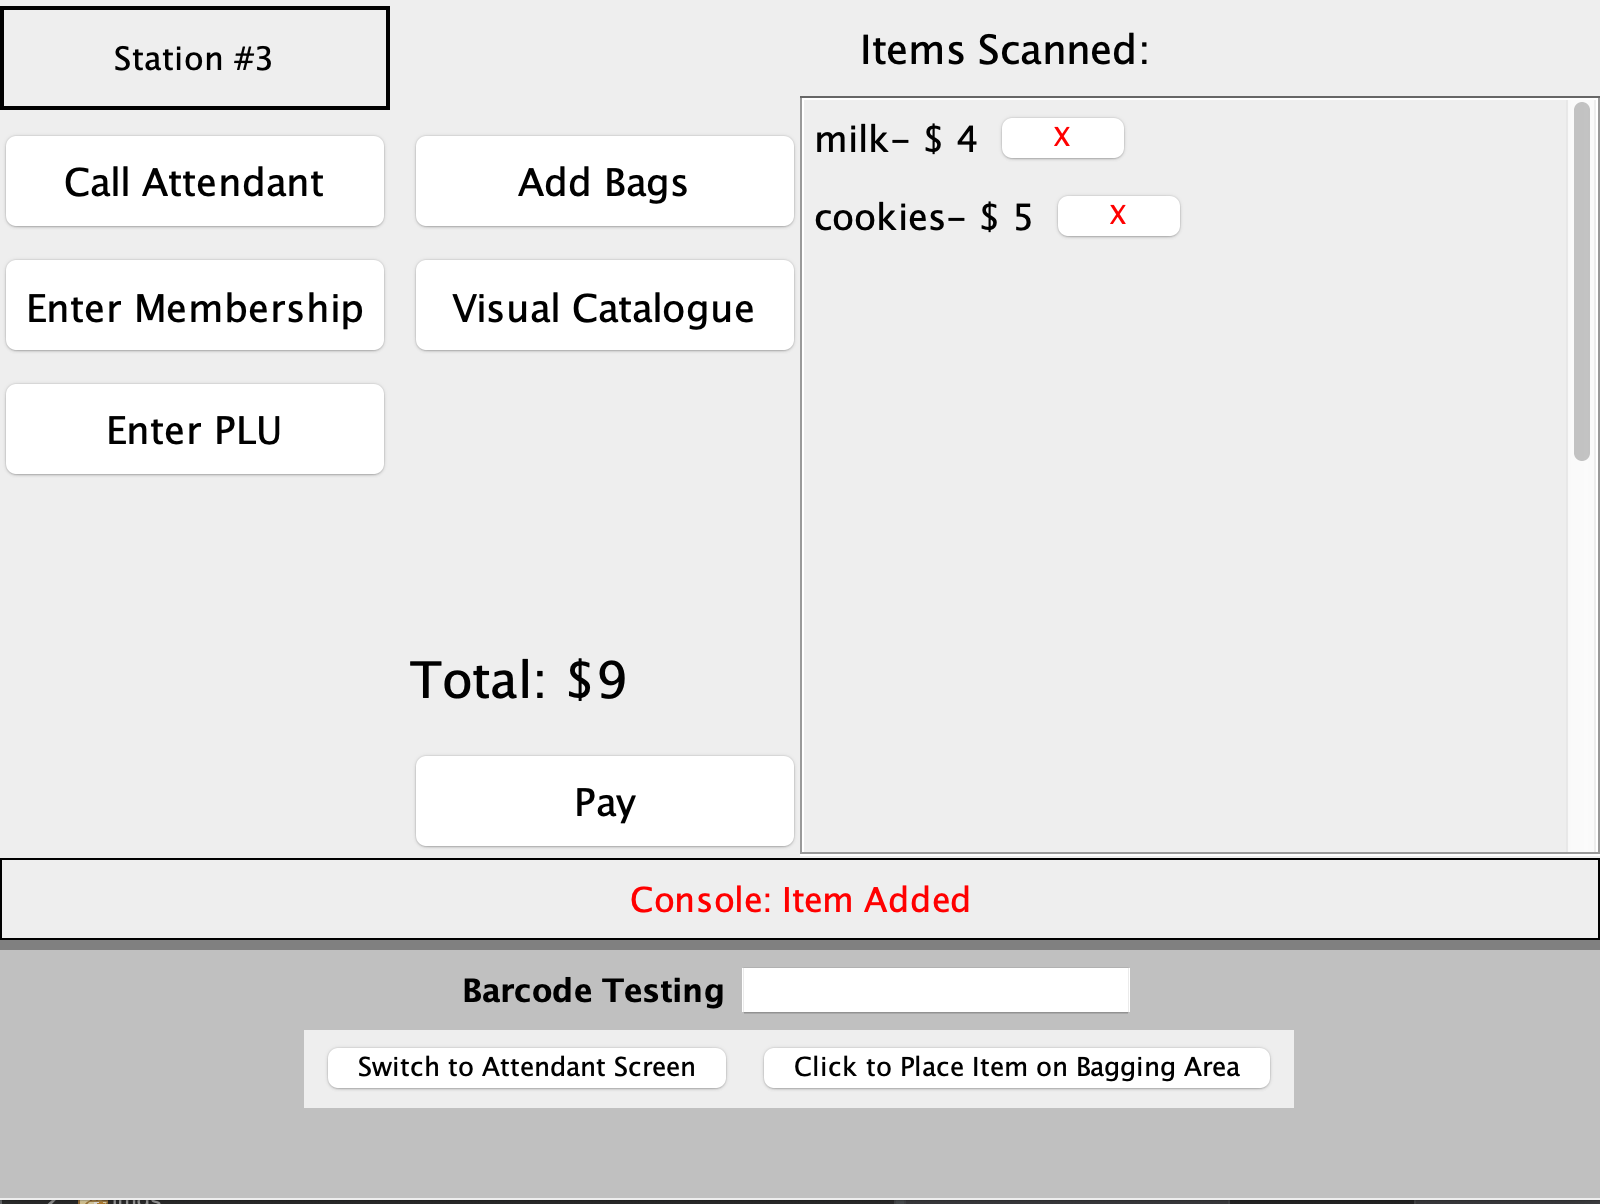 Station #3
Items Scanned:
Call Attendant
Add Bags
Enter Membership
Visual Catalogue
Enter PLU
milk- $ 4 X
cookies- $ 5 X
Total: $9
Pay
Console: Item Added
Barcode Testing
Switch to Attendant Screen
Click to Place Item on Bagging Area